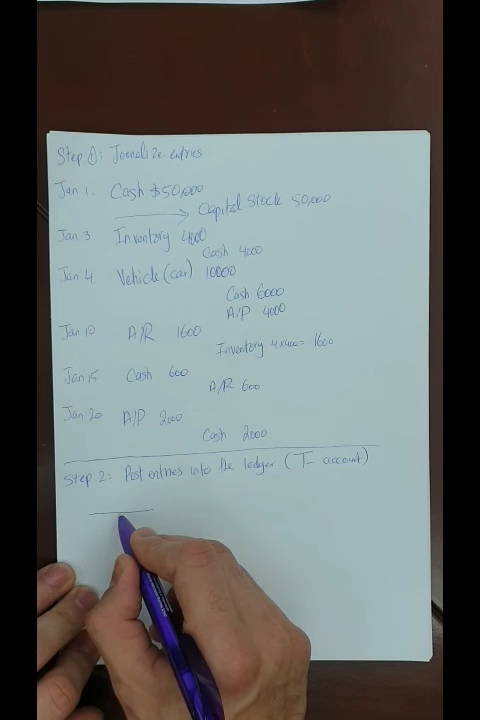 Step ①: Jornalize entries
Jan 1. Cash $50,000
Capital Stock 50,000
Jan 3 Inventory 4000
Cash 4000
Jan 4 Vehicle (car) 10000
Cash 6000
A/P 4000
Jan 10 A/R 1600
Inventory 4x400= 1600
Jan 15 Cash 600
A/R 600
Jan 20 A/P 2000
Cash 2000
Step 2: Post entries into the ledger ( T- account)